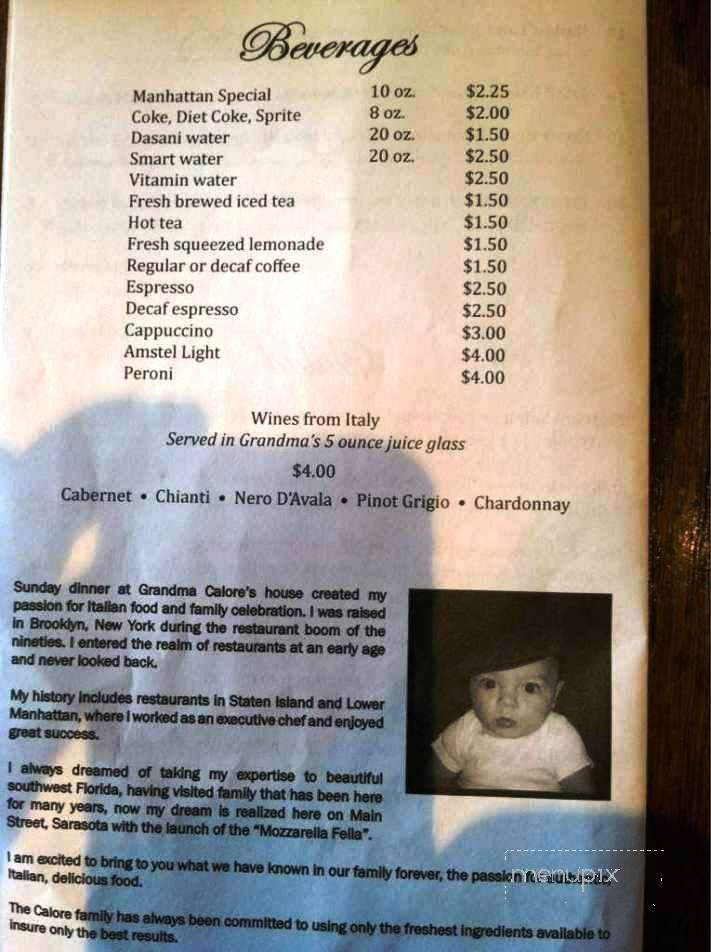 Beverages
Manhattan Special 10 oz. $2.25
Coke, Diet Coke, Sprite 8 oz. $2.00
Dasani water 20 oz. $1.50
Smart water 20 oz. $2.50
Vitamin water $2.50
Fresh brewed iced tea $1.50
Hot tea $1.50
Fresh squeezed lemonade $1.50
Regular or decaf coffee $1.50
Espresso $2.50
Decaf espresso $2.50
Cappuccino $3.00
Amstel Light $4.00
Peroni $4.00
Wines from Italy
Served in Grandma's 5 ounce juice glass
$4.00
Cabernet • Chianti • Nero D'Avala • Pinot Grigio • Chardonnay
Sunday dinner at Grandma Calore's house created my
passion for Italian food and family celebration. I was raised
in Brooklyn, New York during the restaurant boom of the
nineties. I entered the realm of restaurants at an early age
and never looked back.
My history includes restaurants in Staten Island and Lower
Manhattan, where I worked as an executive chef and enjoyed
great success.
I always dreamed of taking my expertise to beautiful
southwest Florida, having visited family that has been here
for many years, now my dream is realized here on Main
Street, Sarasota with the launch of the "Mozzarella Fella".
I am excited to bring to you what we have known in our family forever, the passion for
Italian, delicious food.
The Calore family has always been committed to using only the freshest ingredients available to
insure only the best results.
menupix